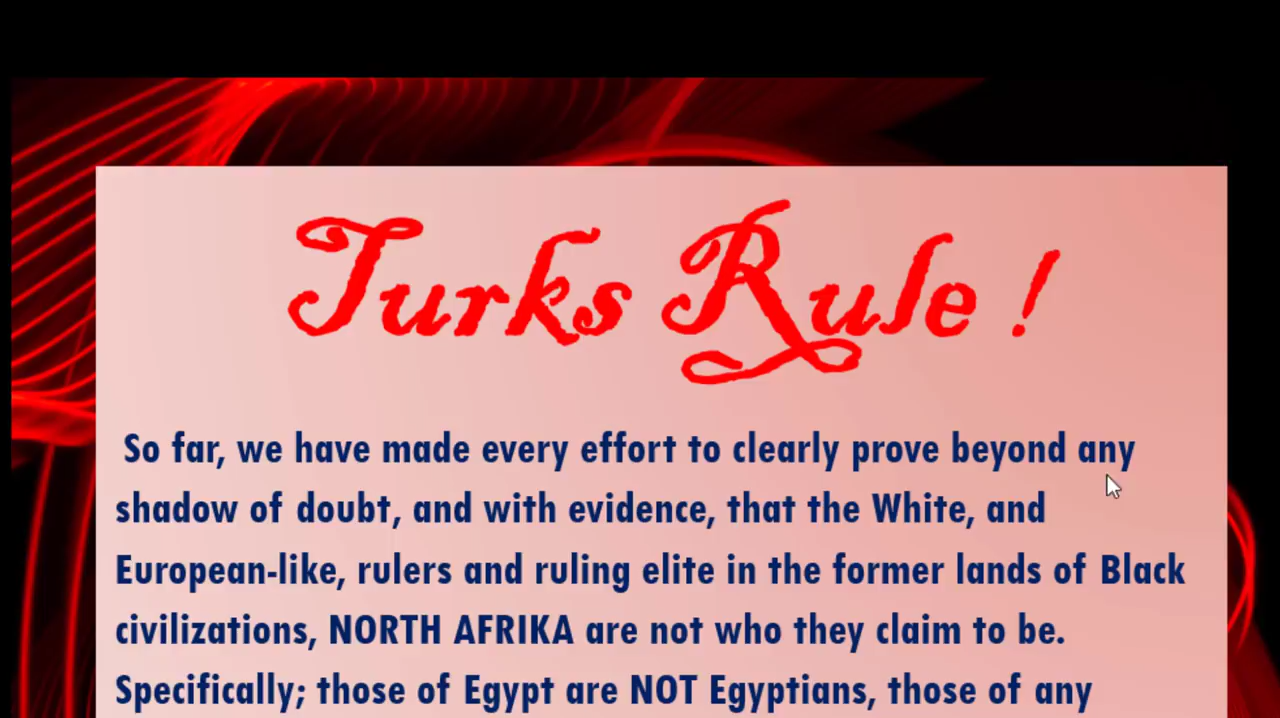 Turks Rule !
So far, we have made every effort to clearly prove beyond any
shadow of doubt, and with evidence, that the White, and
European-like, rulers and ruling elite in the former lands of Black
civilizations, NORTH AFRIKA are not who they claim to be.
Specifically; those of Egypt are NOT Egyptians, those of any